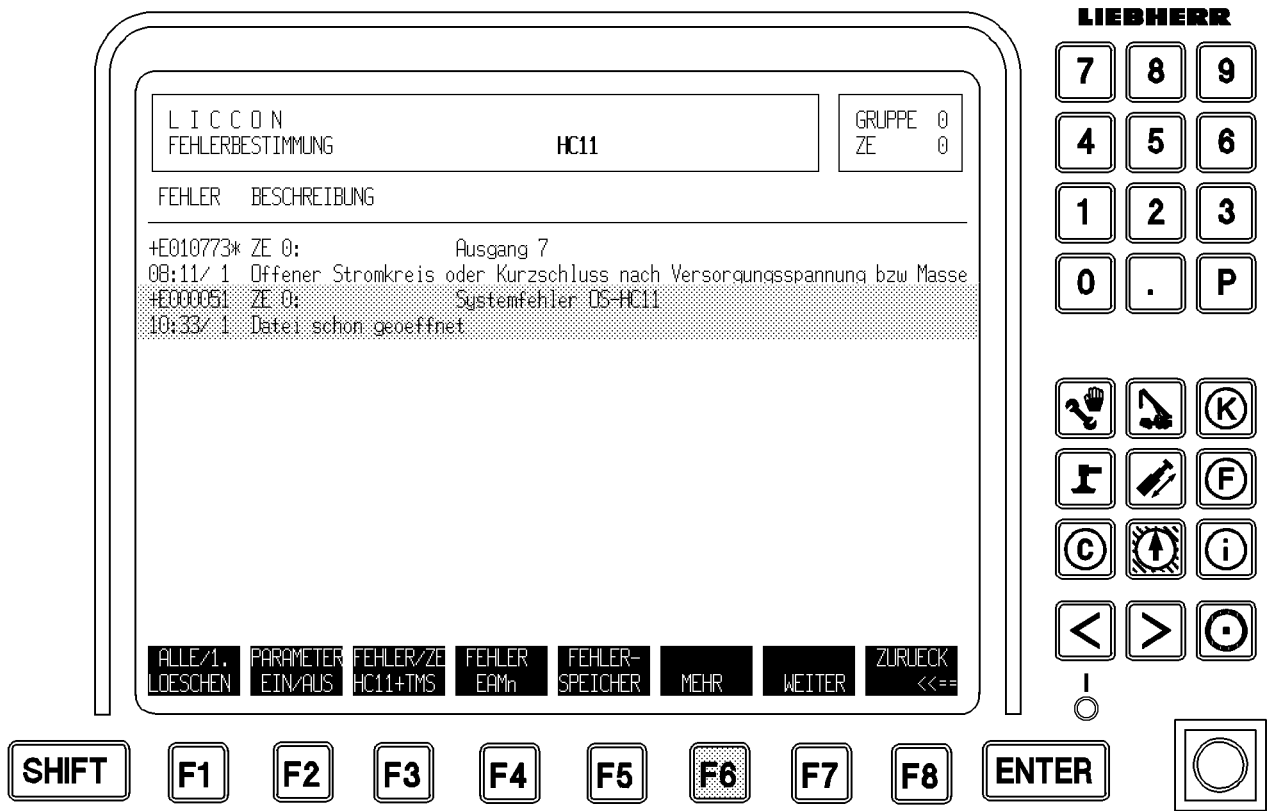 LIEBHERR
L I C C O N
FEHLERBESTIMMUNG HC11
GRUPPE 0
ZE 0
FEHLER BESCHREIBUNG
+E010773* ZE 0: Ausgang 7
08:11/ 1 Offener Stromkreis oder Kurzschluss nach Versorgungsspannung bzw Masse
+E000051 ZE 0: Systemfehler OS-HC11
10:33/ 1 Datei schon geoeffnet
ALLE/1. PARAMETER FEHLER/ZE FEHLER FEHLER- ZURUECK
LOESCHEN EIN/AUS HC11+TMS EAMn SPEICHER MEHR WEITER <<==
7 8 9
4 5 6
1 2 3
0 . P
K
F
C i
< >
SHIFT F1 F2 F3 F4 F5 F6 F7 F8 ENTER